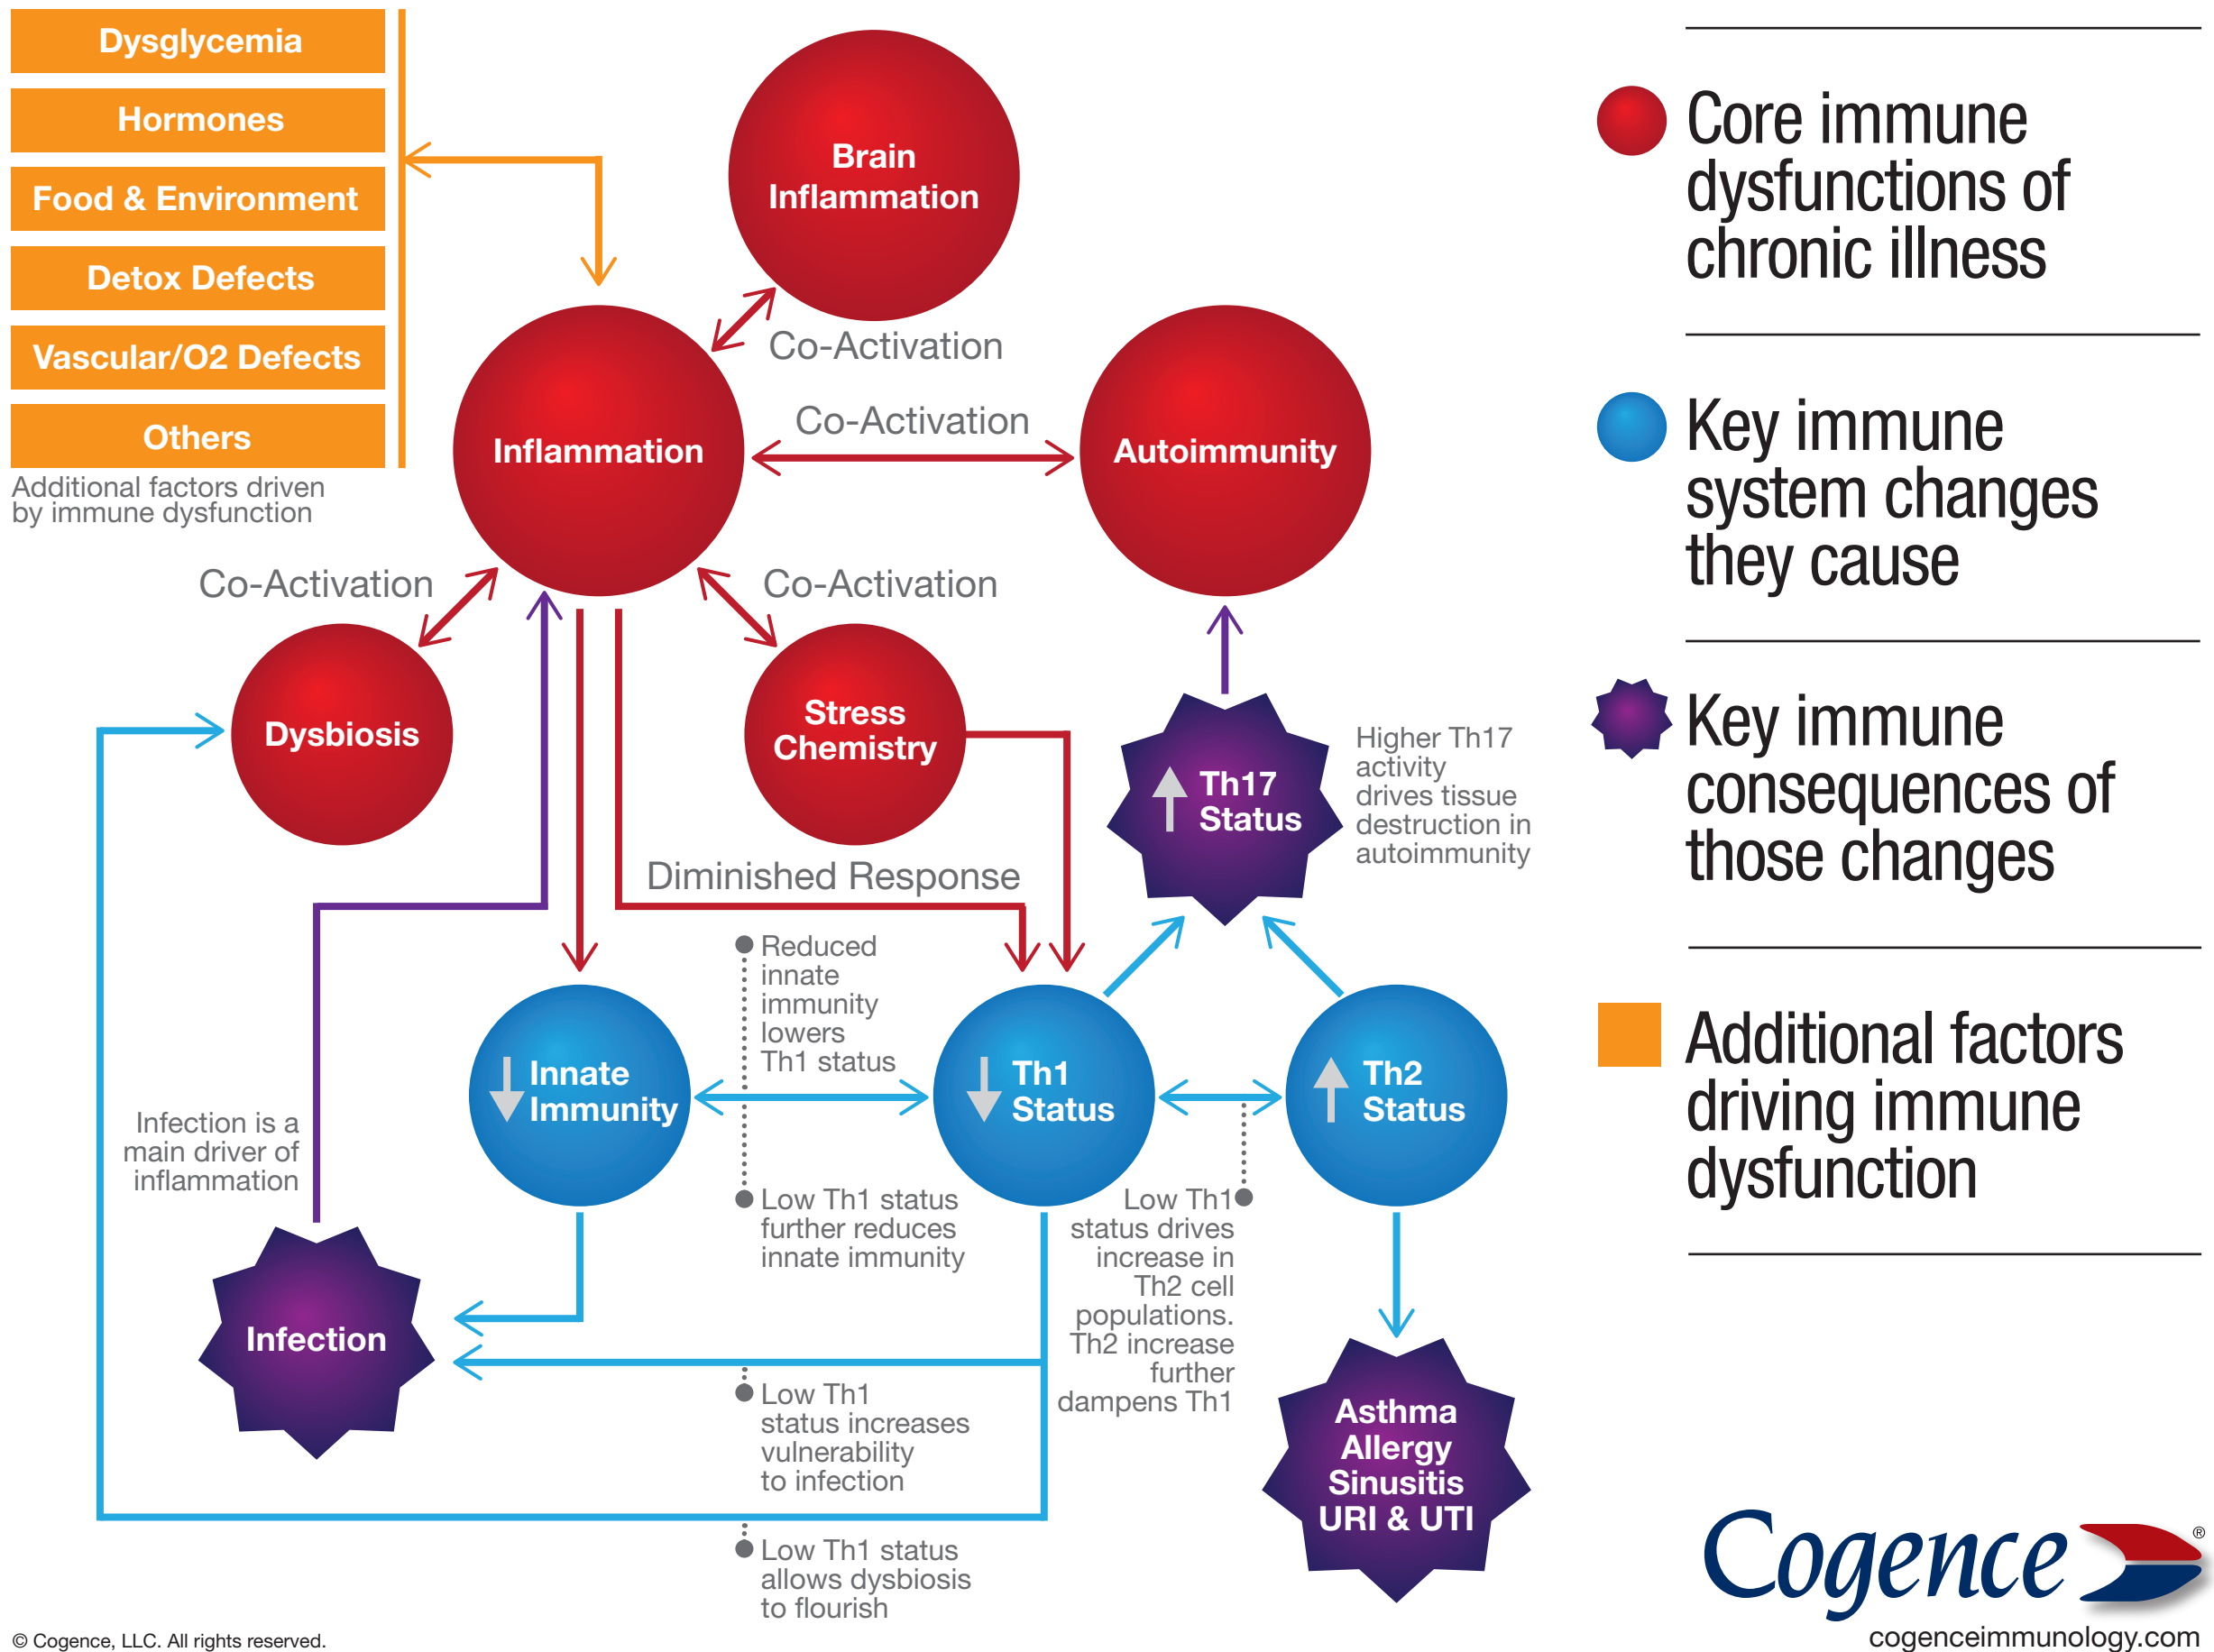 Dysglycemia
Hormones
Food & Environment
Detox Defects
Vascular/O2 Defects
Others
Additional factors driven
by immune dysfunction
Brain
Inflammation
Co-Activation
Inflammation
Co-Activation
Autoimmunity
Co-Activation
Co-Activation
Dysbiosis
Stress
Chemistry
Th17
Status
Higher Th17
activity
drives tissue
destruction in
autoimmunity
Diminished Response
Reduced
innate
immunity
lowers
Th1 status
Innate
Immunity
Th1
Status
Th2
Status
Infection is a
main driver of
inflammation
Low Th1 status
further reduces
innate immunity
Low Th1
status drives
increase in
Th2 cell
populations.
Th2 increase
further
dampens Th1
Infection
Low Th1
status increases
vulnerability
to infection
Asthma
Allergy
Sinusitis
URI & UTI
Low Th1 status
allows dysbiosis
to flourish
© Cogence, LLC. All rights reserved.
Core immune
dysfunctions of
chronic illness
Key immune
system changes
they cause
Key immune
consequences of
those changes
Additional factors
driving immune
dysfunction
Cogence ®
cogenceimmunology.com